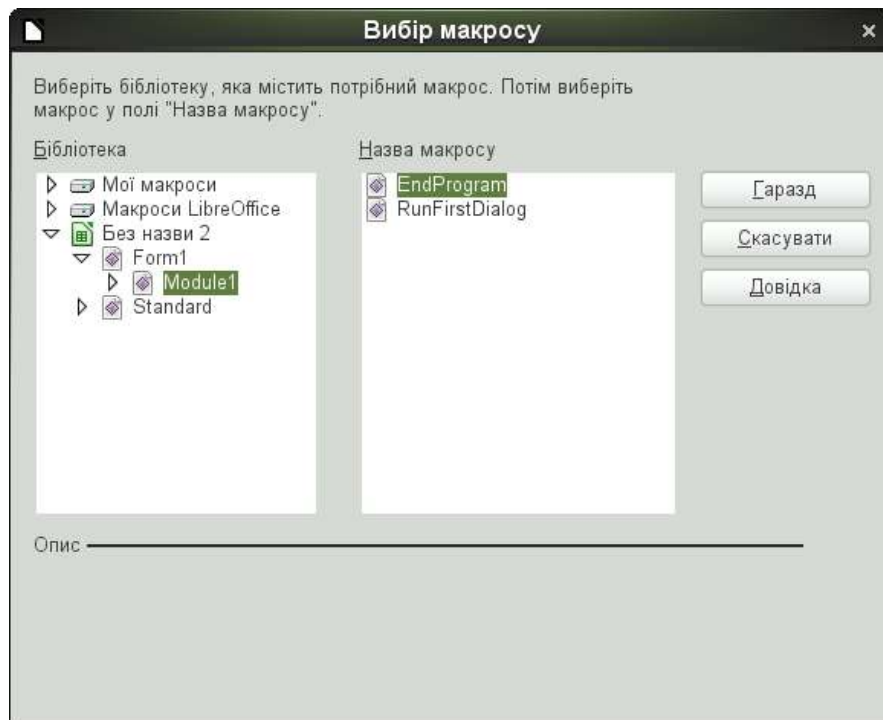 Вибір макросу
Виберіть бібліотеку, яка містить потрібний макрос. Потім виберіть
макрос у полі "Назва макросу".
Бібліотека
Мої макроси
Макроси LibreOffice
Без назви 2
Form1
Module1
Standard
Назва макросу
EndProgram
RunFirstDialog
Гаразд
Скасувати
Довідка
Опис